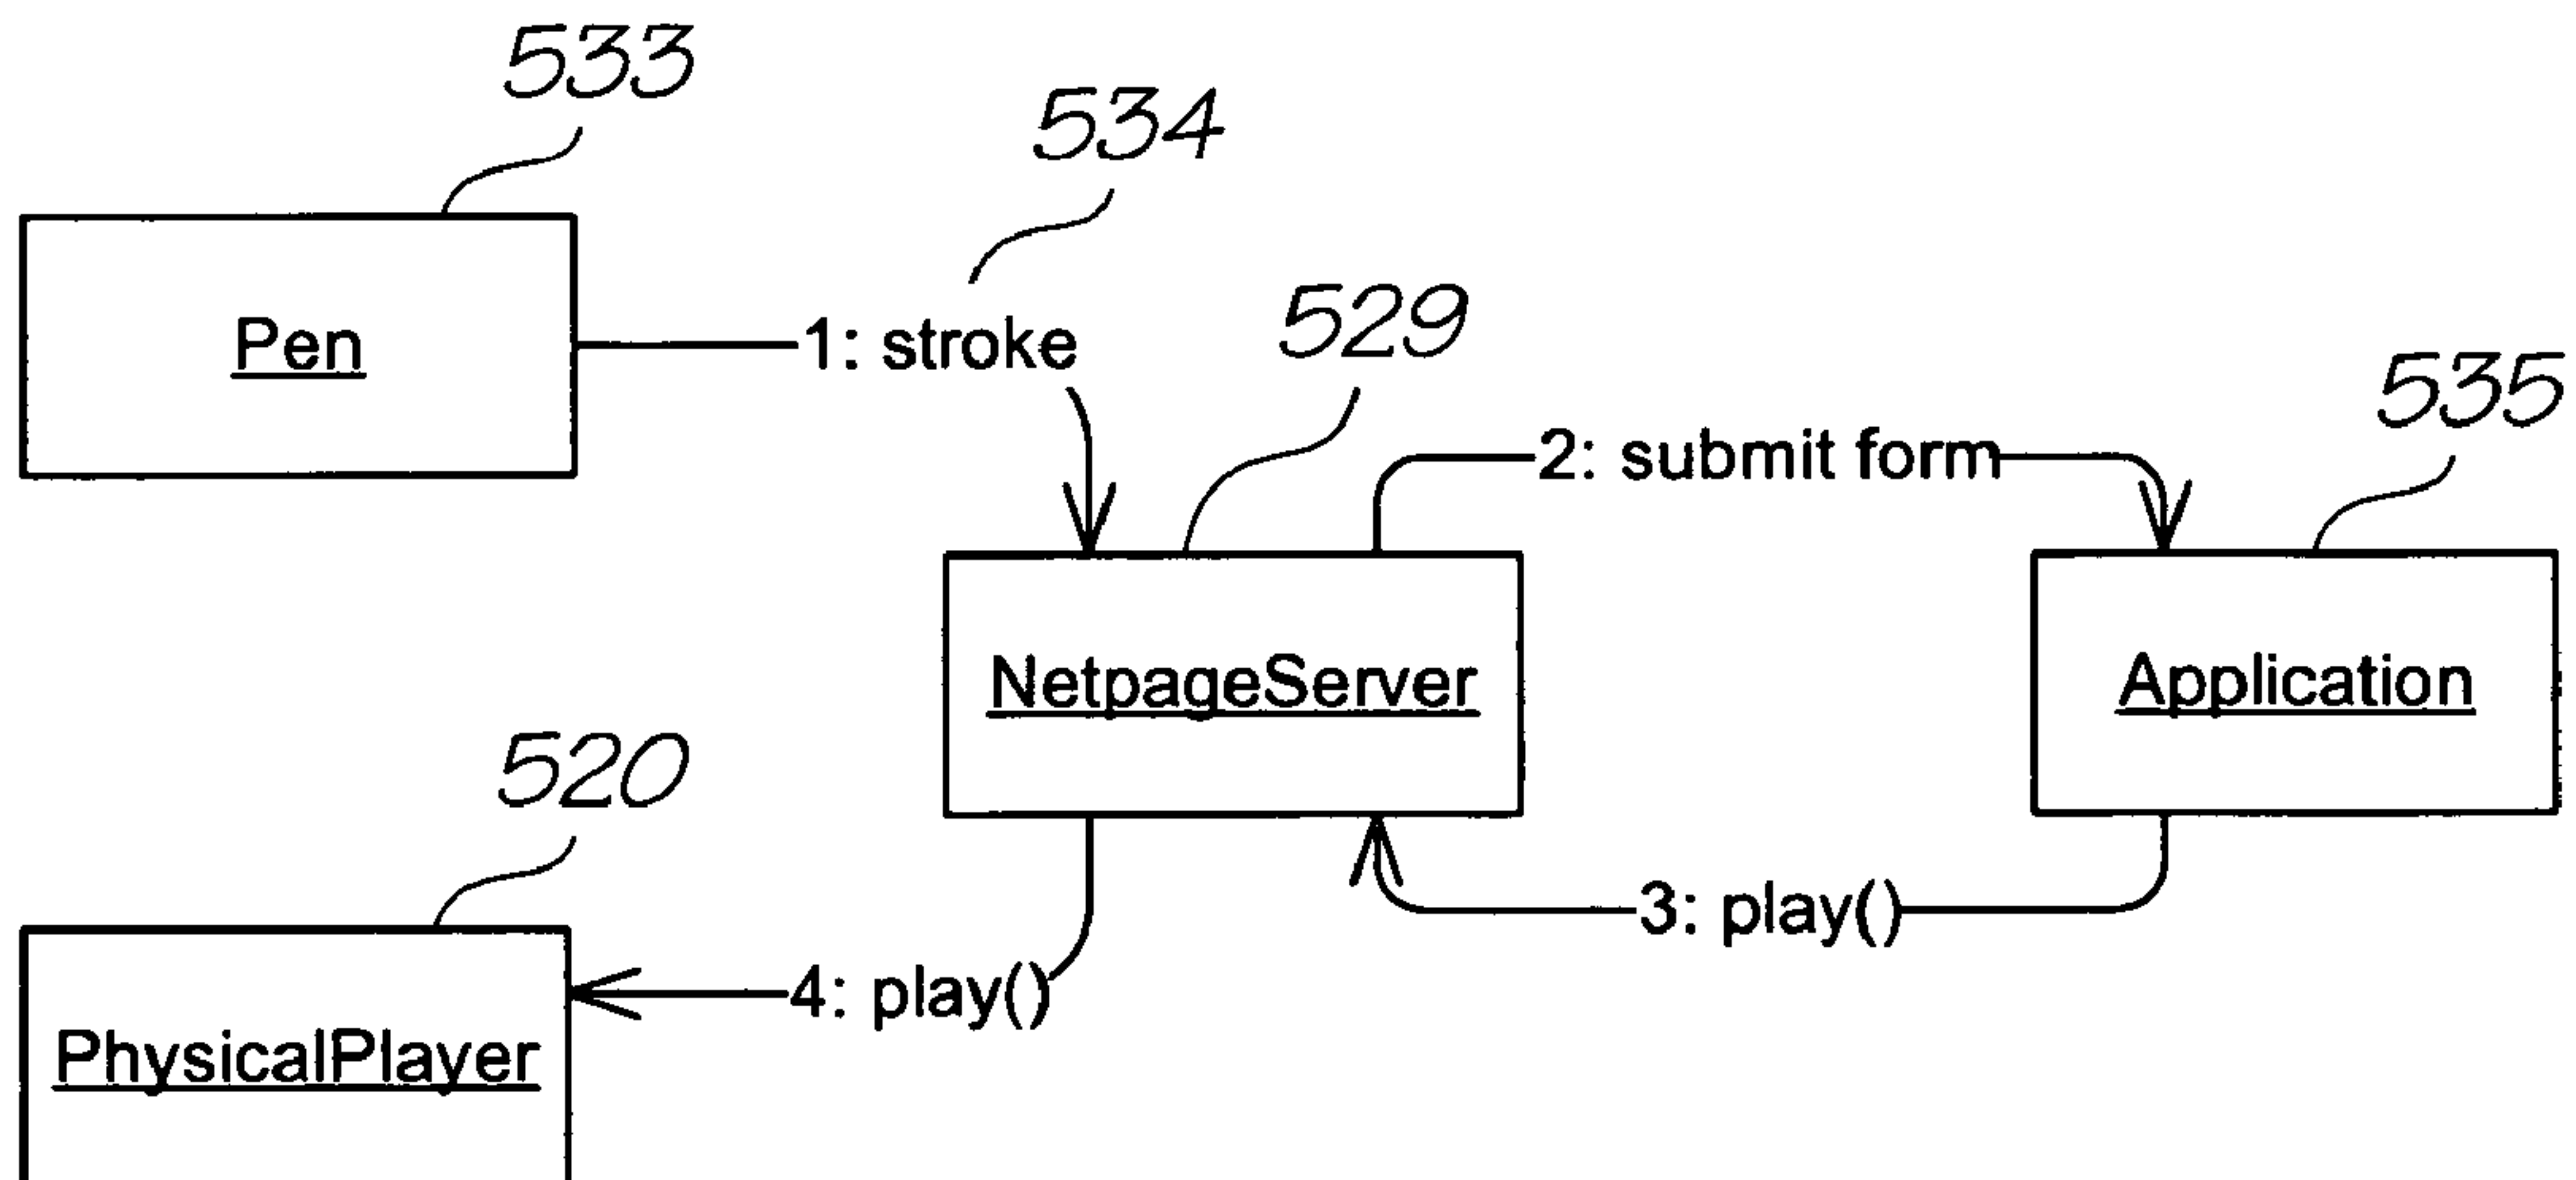 533
534
Pen
1: stroke
529
535
2: submit form
NetpageServer
Application
520
3: play()
4: play()
PhysicalPlayer